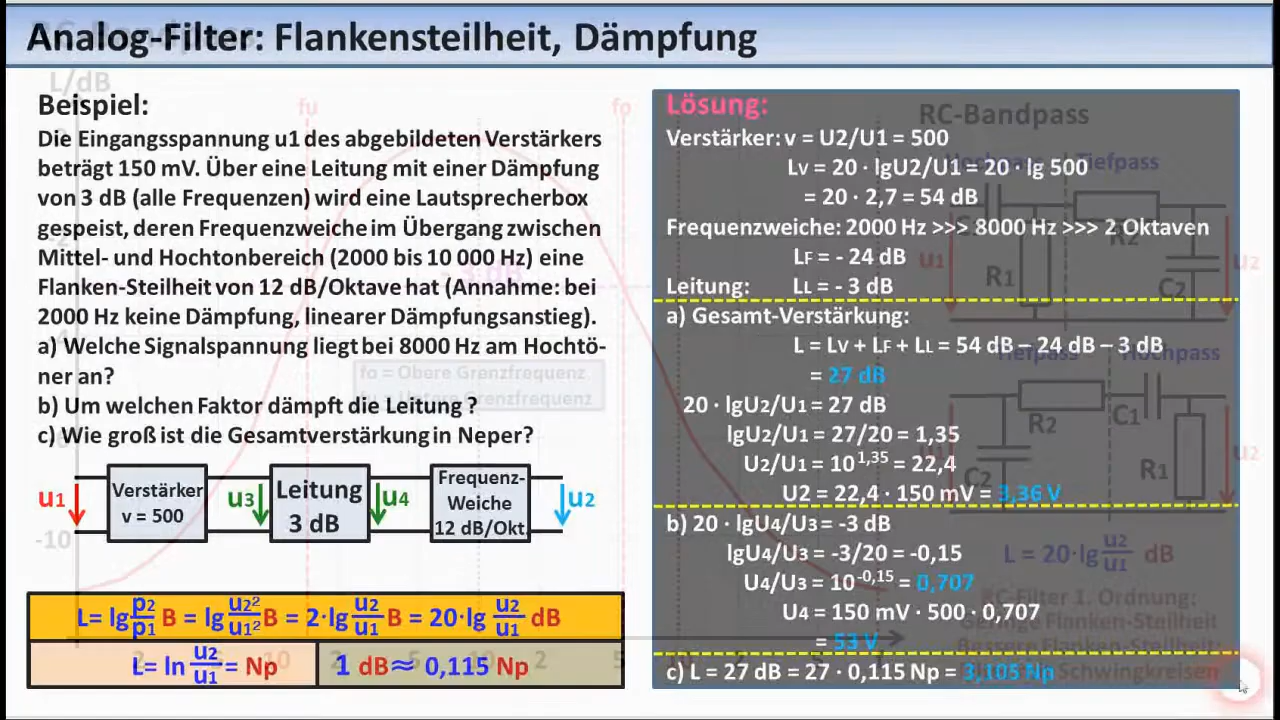 Analog-Filter: Flankensteilheit, Dämpfung
L/dB
fu
fo
Beispiel:
Die Eingangsspannung u1 des abgebildeten Verstärkers
beträgt 150 mV. Über eine Leitung mit einer Dämpfung
von 3 dB (alle Frequenzen) wird eine Lautsprecherbox
gespeist, deren Frequenzweiche im Übergang zwischen
Mittel- und Hochtonbereich (2000 bis 10 000 Hz) eine
Flanken-Steilheit von 12 dB/Oktave hat (Annahme: bei
2000 Hz keine Dämpfung, linearer Dämpfungsanstieg).
a) Welche Signalspannung liegt bei 8000 Hz am Hochtö-
ner an?
b) Um welchen Faktor dämpft die Leitung ?
c) Wie groß ist die Gesamtverstärkung in Neper?
fo = Obere Grenzfrequenz
fu = Untere Grenzfrequenz
- 3 dB
-10
u1
Verstärker
v = 500
u3
Leitung
3 dB
u4
Frequenz-
Weiche
12 dB/Okt.
u2
L= lg p2/p1 B = lg u2²/u1² B = 2·lg u2/u1 B = 20·lg u2/u1 dB
L= ln u2/u1 = Np
1 dB ≈ 0,115 Np
Lösung:
Verstärker: v = U2/U1 = 500
Lv = 20 · lgU2/U1 = 20 · lg 500
= 20 · 2,7 = 54 dB
Frequenzweiche: 2000 Hz >>> 8000 Hz >>> 2 Oktaven
LF = - 24 dB
Leitung: LL = - 3 dB
a) Gesamt-Verstärkung:
L = LV + LF + LL = 54 dB – 24 dB – 3 dB
= 27 dB
20 · lgU2/U1 = 27 dB
lgU2/U1 = 27/20 = 1,35
U2/U1 = 10^1,35 = 22,4
U2 = 22,4 · 150 mV = 3,36 V
b) 20 · lgU4/U3 = -3 dB
lgU4/U3 = -3/20 = -0,15
U4/U3 = 10^-0,15 = 0,707
U4 = 150 mV · 500 · 0,707
= 53 V
c) L = 27 dB = 27 · 0,115 Np = 3,105 Np
RC-Bandpass
Hochpass
Tiefpass
R2
u1
R1
C2
u2
Tiefpass
Hochpass
R2
C1
C2
R1
u2
L = 20·lg u2/u1 dB
RC-Filter 1. Ordnung:
Geringe Flanken-Steilheit